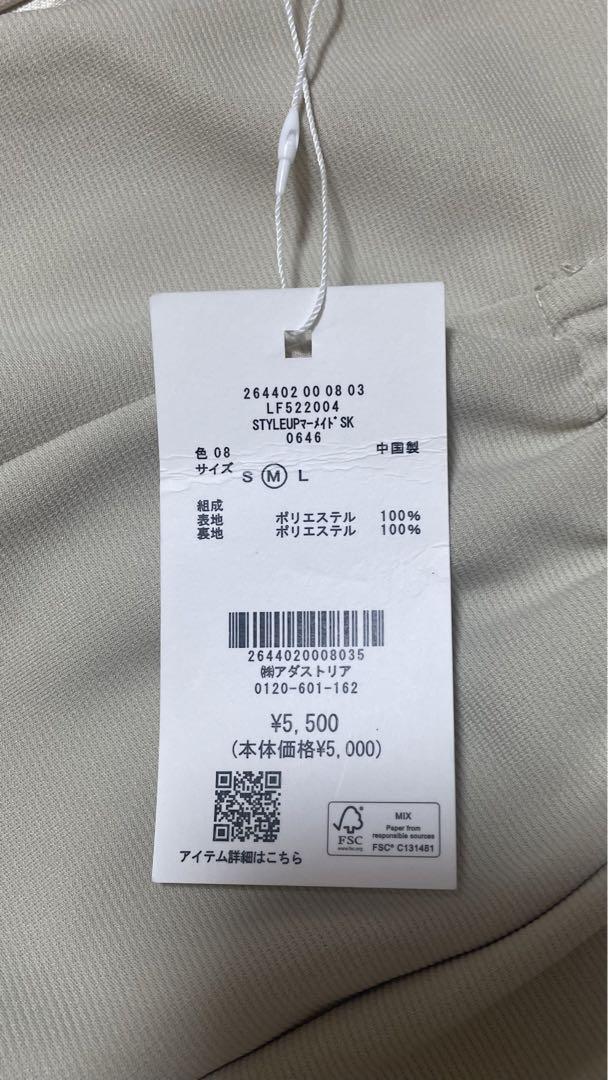 264402 00 08 03
LF522004
STYLEUPﾏｰﾒｲﾄﾞSK
0646
色 08 中国製
サイズ S M L
組成
表地 ポリエステル 100%
裏地 ポリエステル 100%
2644020008035
㈱アダストリア
0120-601-162
¥5,500
(本体価格¥5,000)
アイテム詳細はこちら
FSC
www.fsc.org
MIX
Paper from
responsible sources
FSC® C131481